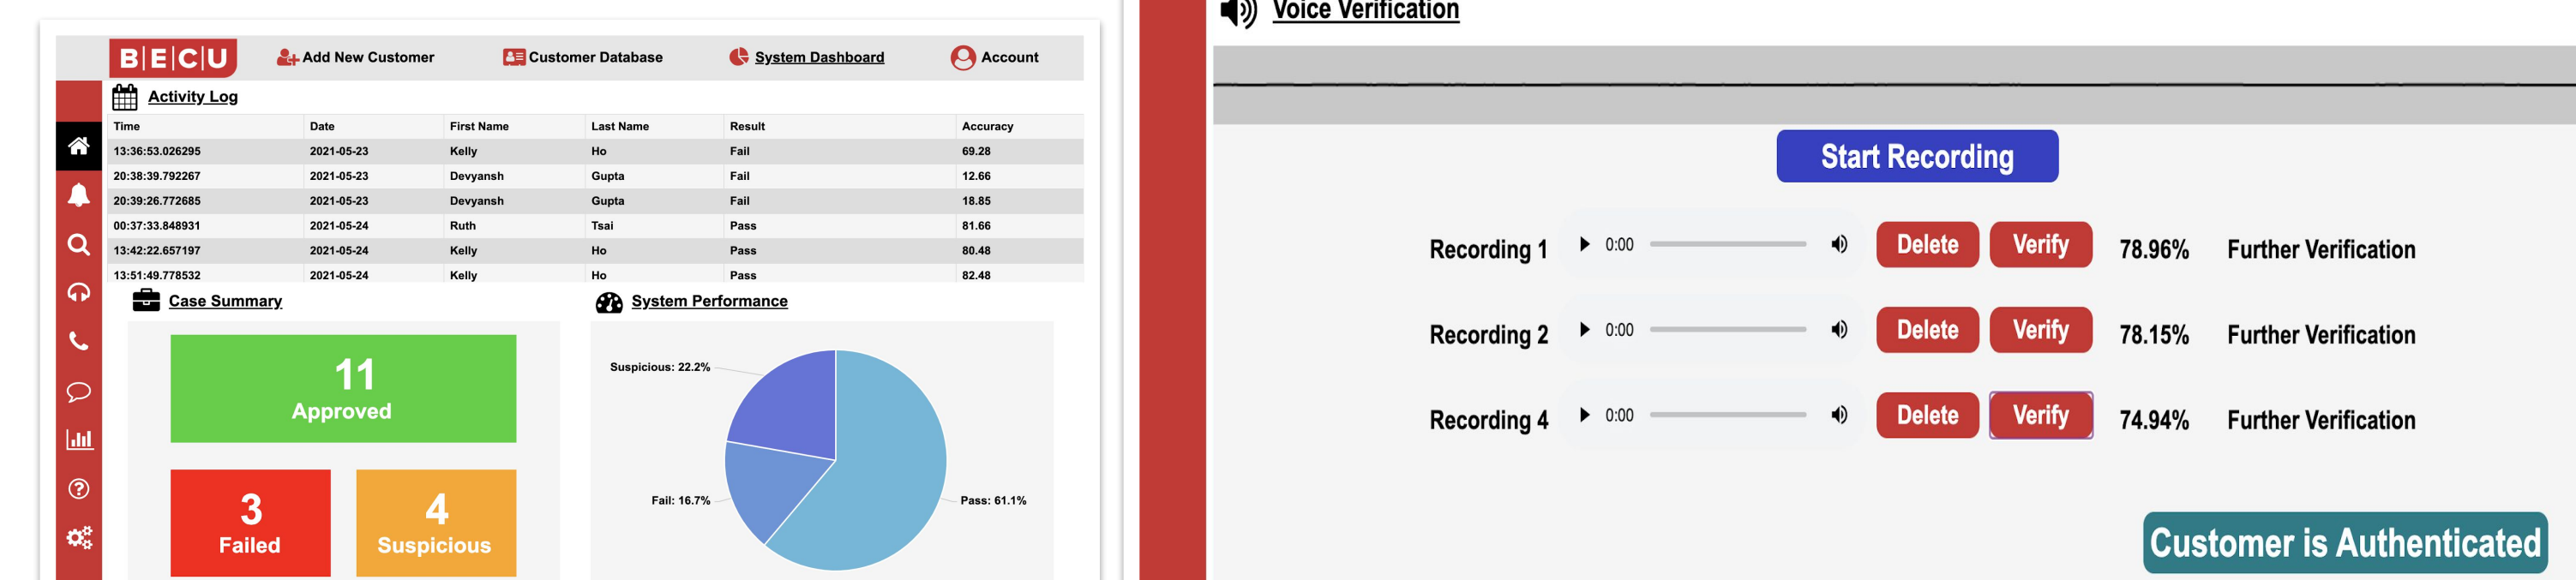 B|E|C|U
Add New Customer
Customer Database
System Dashboard
Account
Activity Log
Time Date First Name Last Name Result Accuracy
13:36:53.026295 2021-05-23 Kelly Ho Fail 69.28
20:38:39.792267 2021-05-23 Devyansh Gupta Fail 12.66
20:39:26.772685 2021-05-23 Devyansh Gupta Fail 18.85
00:37:33.848931 2021-05-24 Ruth Tsai Pass 81.66
13:42:22.657197 2021-05-24 Kelly Ho Pass 80.48
13:51:49.778532 2021-05-24 Kelly Ho Pass 82.48
Case Summary
11
Approved
3
Failed
4
Suspicious
System Performance
Suspicious: 22.2%
Fail: 16.7%
Pass: 61.1%
Voice Verification
Start Recording
Recording 1 0:00 Delete Verify 78.96% Further Verification
Recording 2 0:00 Delete Verify 78.15% Further Verification
Recording 4 0:00 Delete Verify 74.94% Further Verification
Customer is Authenticated